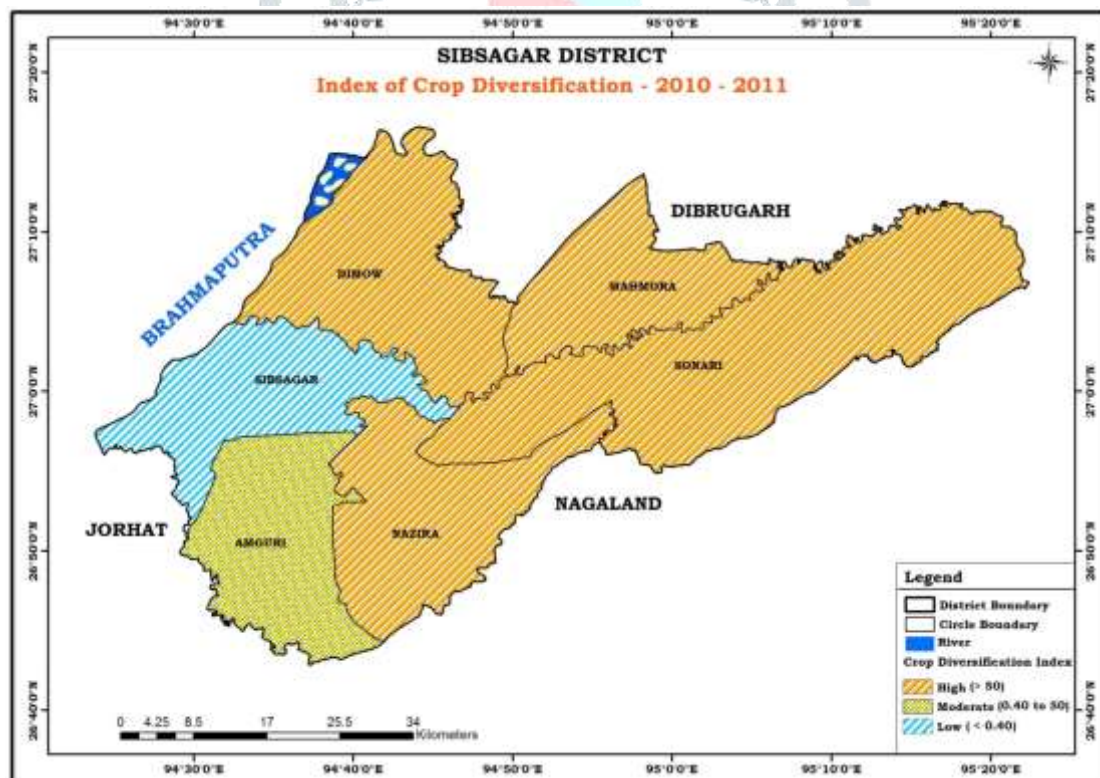 94°30'0"E 94°40'0"E 94°50'0"E 95°0'0"E 95°10'0"E 95°20'0"E
SIBSAGAR DISTRICT
Index of Crop Diversification - 2010 - 2011
27°20'0"N
27°20'0"N
DIBRUGARH
27°10'0"N
27°10'0"N
BRAHMAPUTRA
DIMOW
MAHMORA
SONARI
SIBSAGAR
27°0'0"N
27°0'0"N
NAGALAND
JORHAT
NAZIRA
AMGURI
26°50'0"N
26°50'0"N
Legend
District Boundary
Circle Boundary
River
Crop Diversification Index
High (> 50)
Moderate (0.40 to 50)
Low ( < 0.40)
26°40'0"N
26°40'0"N
0 4.25 8.5 17 25.5 34
Kilometers
94°30'0"E 94°40'0"E 94°50'0"E 95°0'0"E 95°10'0"E 95°20'0"E